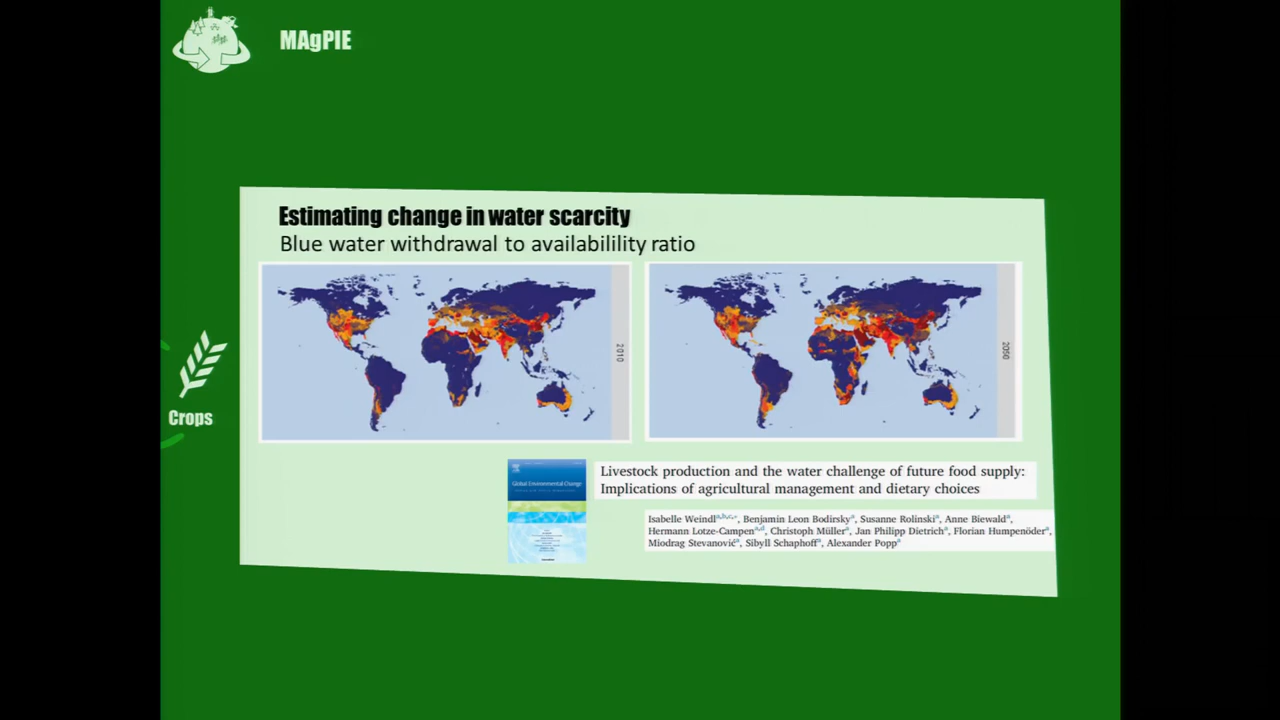 MAgPIE
Estimating change in water scarcity
Blue water withdrawal to availabilility ratio
2010
2050
Crops
Global Environmental Change
Livestock production and the water challenge of future food supply:
Implications of agricultural management and dietary choices
Isabelle Weindl a,b,c,*, Benjamin Leon Bodirsky a, Susanne Rolinski a, Anne Biewald a,
Hermann Lotze-Campen a,d, Christoph Müller a, Jan Philipp Dietrich a, Florian Humpenöder a,
Miodrag Stevanović a, Sibyll Schaphoff a, Alexander Popp a